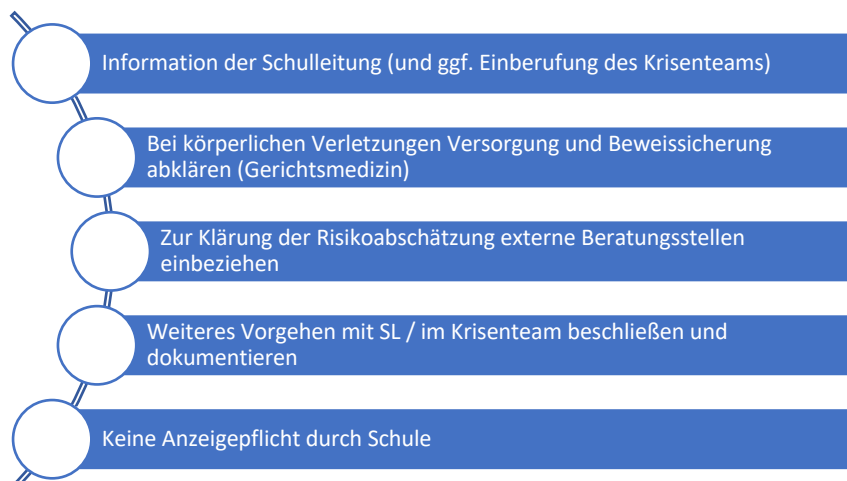 Information der Schulleitung (und ggf. Einberufung des Krisenteams)
Bei körperlichen Verletzungen Versorgung und Beweissicherung
abklären (Gerichtsmedizin)
Zur Klärung der Risikoabschätzung externe Beratungsstellen
einbeziehen
Weiteres Vorgehen mit SL / im Krisenteam beschließen und
dokumentieren
Keine Anzeigepflicht durch Schule